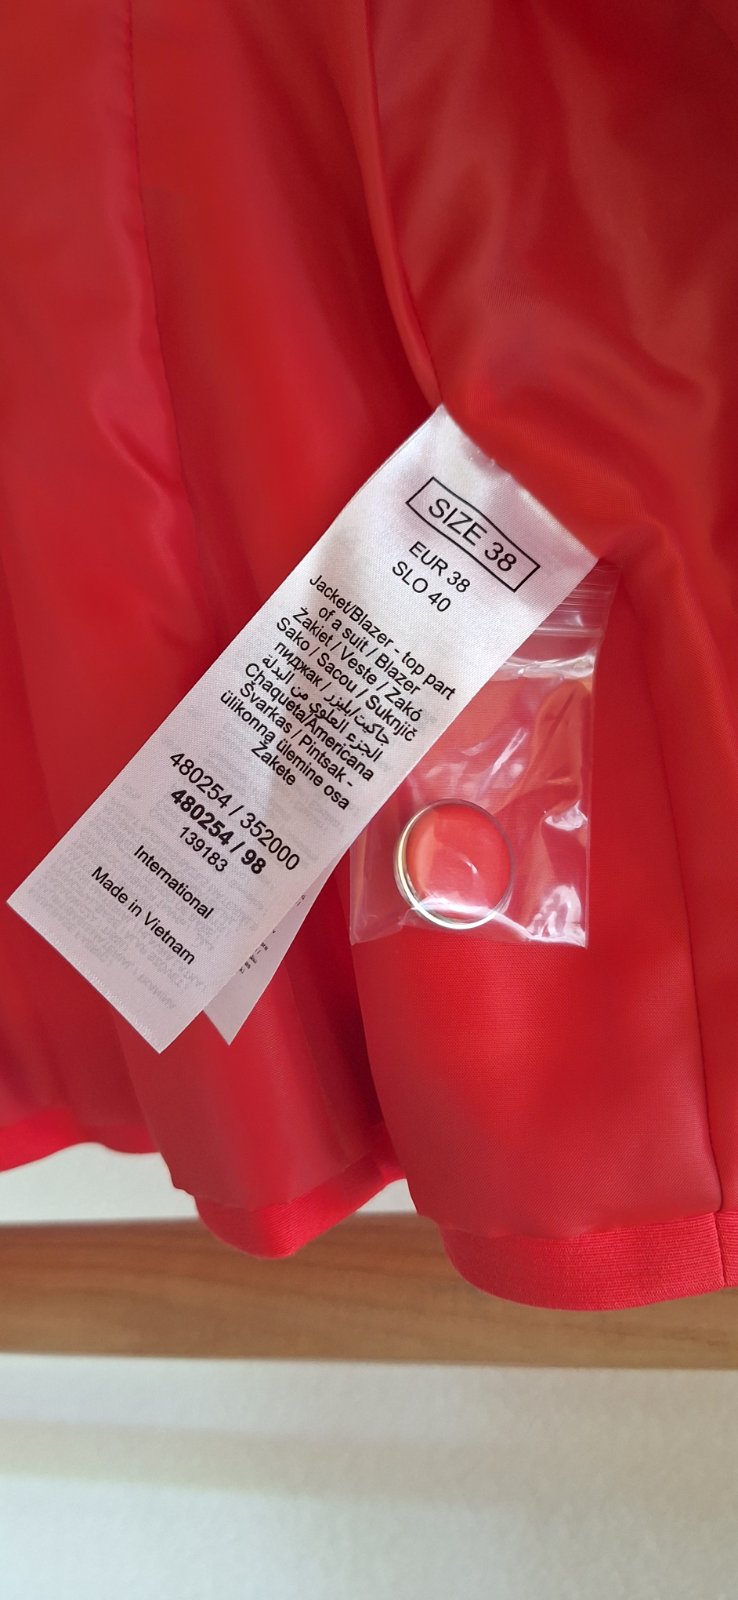 SIZE 38
EUR 38
SLO 40
Jacket/Blazer - top part
of a suit / Blazer
Żakiet / Veste / Zakó
Sako / Sacou / Suknjič
пиджак / جاكيت/بليزر
الجزء العلوي من البدلة
Chaqueta/Americana
Švarkas / Pintsak -
ülikonna ülemine osa
Žakete
480254 / 352000
480254 / 98
139183
International
Made in Vietnam